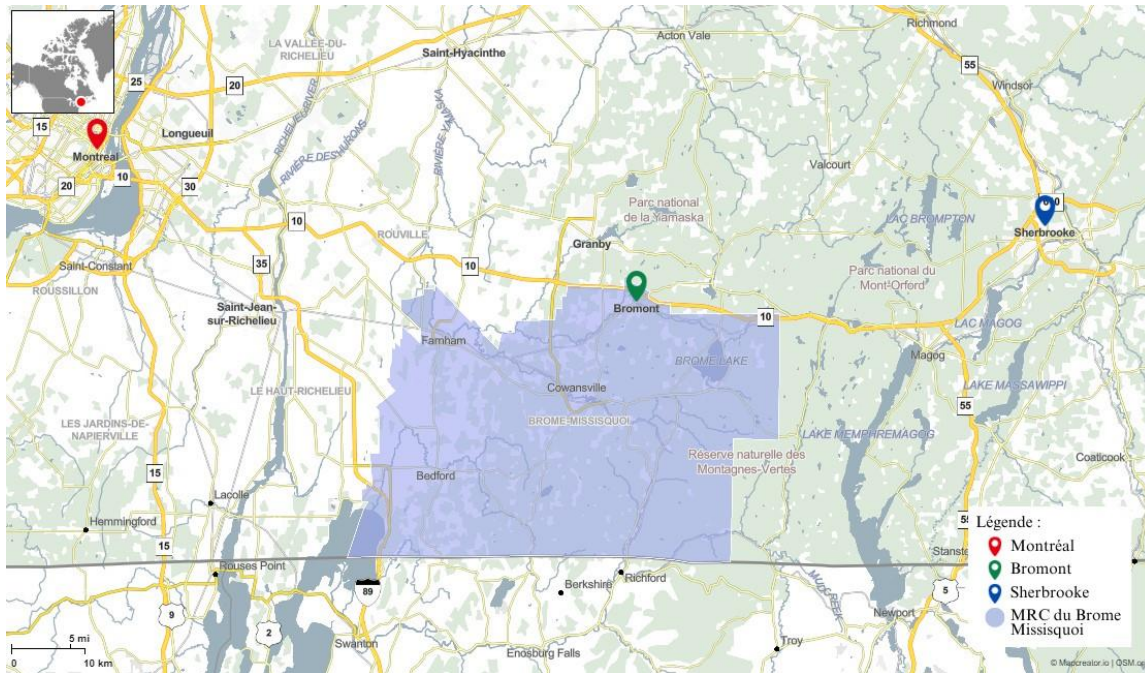 Richmond
LA VALLÉE-DU-
RICHELIEU
Saint-Hyacinthe
Acton Vale
55
25
20
20
Windsor
15
Longueuil
RICHELIEU RIVER
RIVIÈRE DES HURONS
RIVIÈRE YAMASKA
Montréal
Valcourt
20
10
30
Parc national
de la Yamaska
LAC BROMPTON
Sherbrooke
10
ROUVILLE
Granby
Saint-Constant
35
10
Parc national du
Mont-Orford
ROUSSILLON
Saint-Jean-
sur-Richelieu
Bromont
10
LAC MAGOG
Farnham
BROME LAKE
Magog
LE HAUT-RICHELIEU
Cowansville
LAKE MASSAWIPPI
55
LES JARDINS-DE-
NAPIERVILLE
BROME-MISSISQUOI
LAKE MEMPHREMAGOG
15
Bedford
Réserve naturelle des
Montagnes-Vertes
Coaticook
Lacolle
Hemmingford
15
55
Légende :
Montréal
Bromont
Sherbrooke
MRC du Brome
Missisquoi
Rouses Point
89
Berkshire
Richford
MUD CREEK
9
2
Newport
5
5 mi
0 10 km
Swanton
Enosburg Falls
Troy
© Mapcreator.io | OSM.org